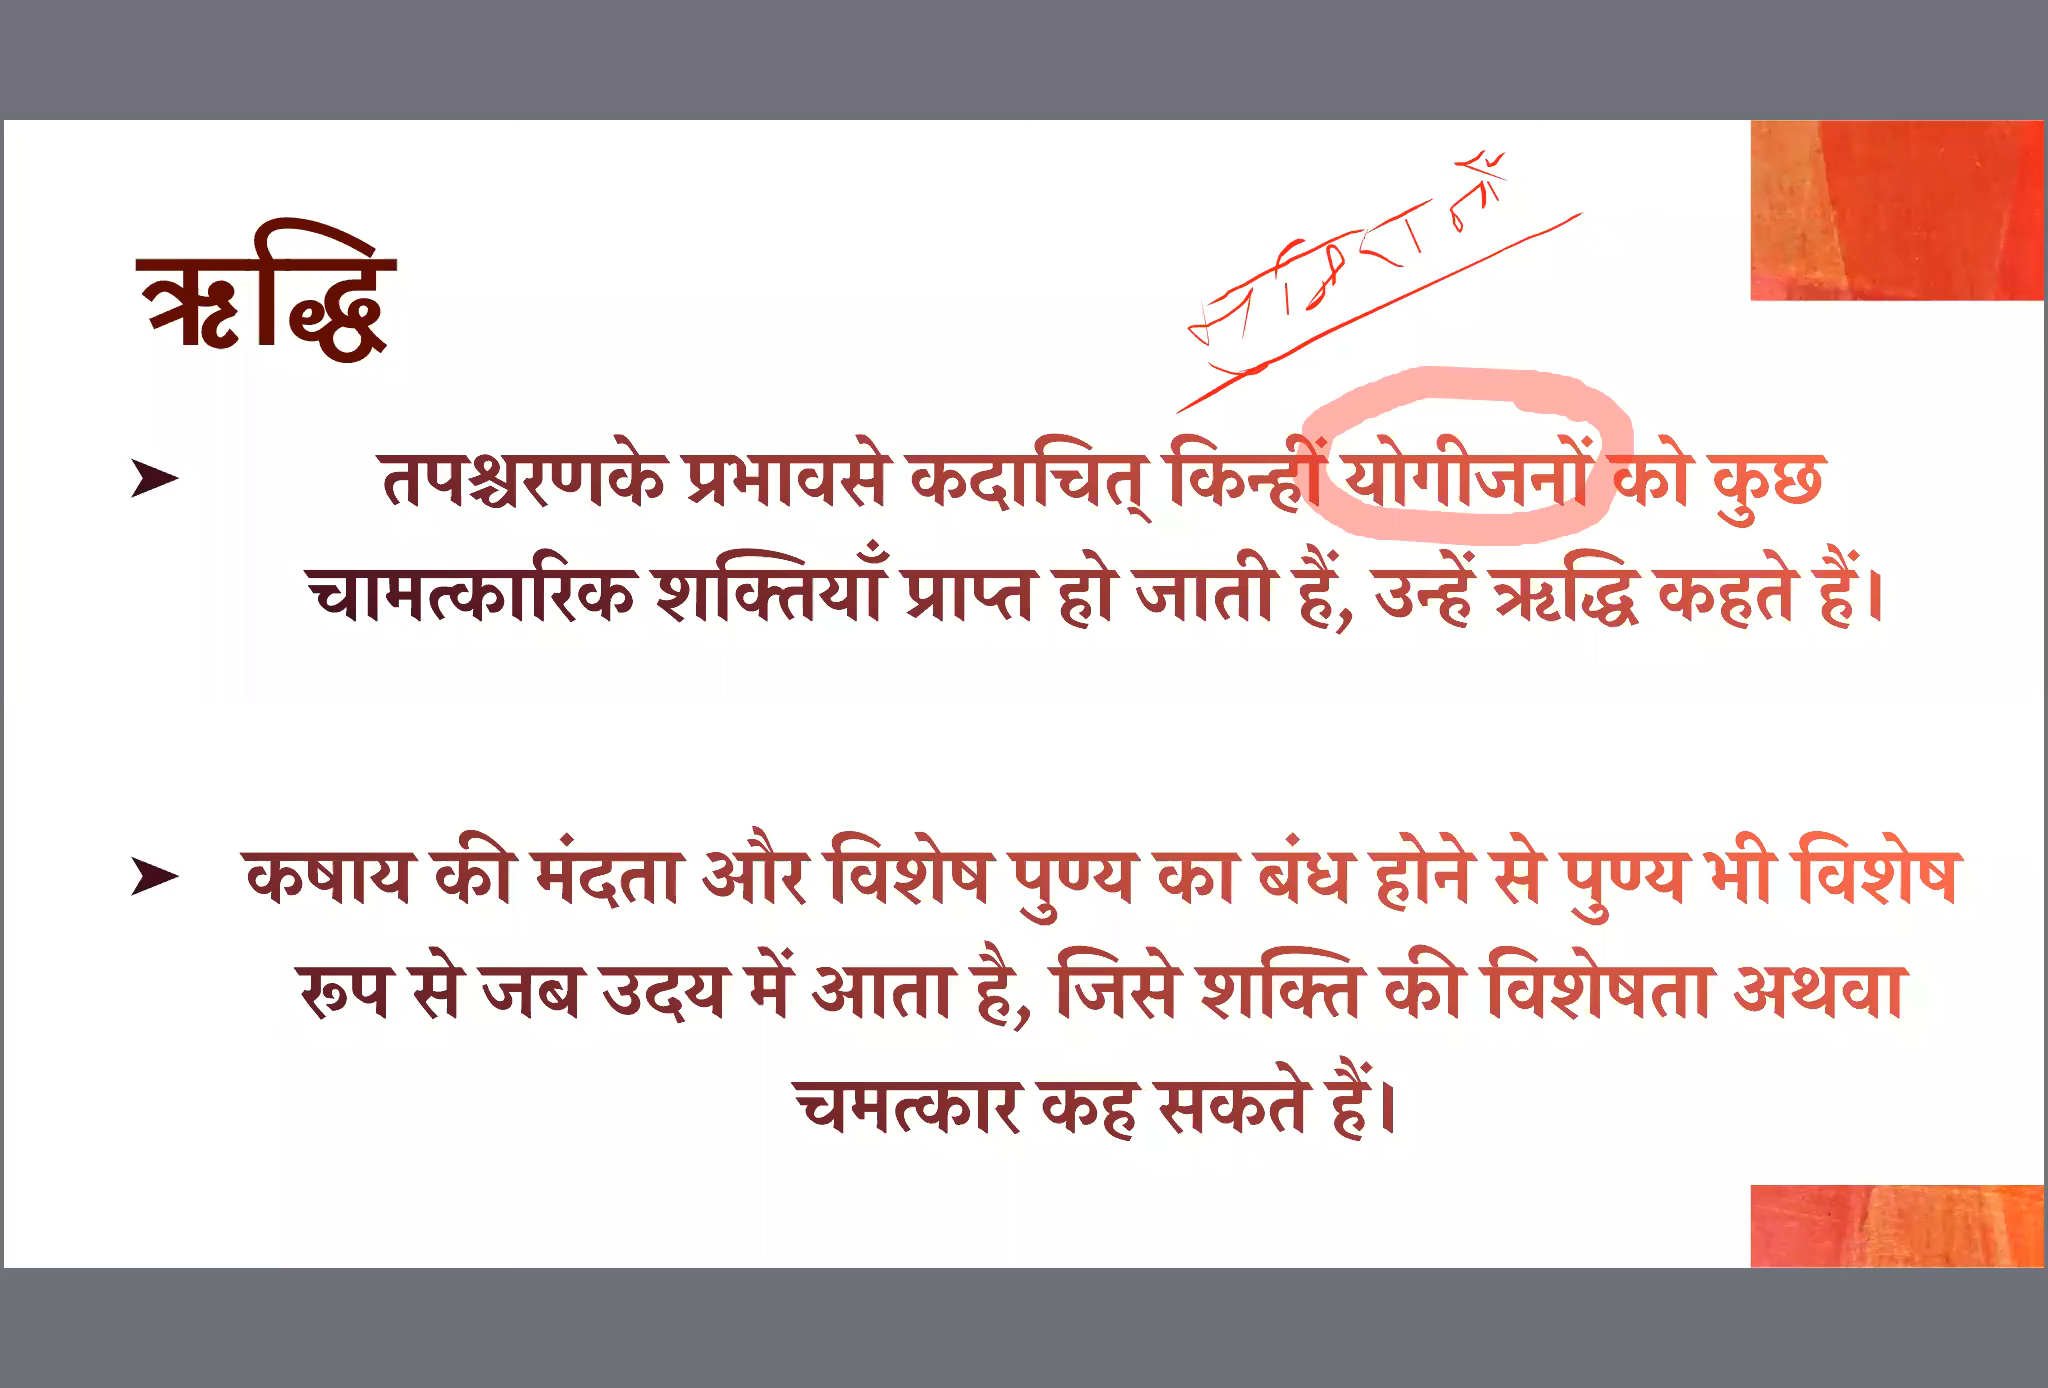 ऋद्धि
➤ तपश्चरणके प्रभावसे कदाचित् किन्हीं योगीजनों को कुछ
चामत्कारिक शक्तियाँ प्राप्त हो जाती हैं, उन्हें ऋद्धि कहते हैं।
➤ कषाय की मंदता और विशेष पुण्य का बंध होने से पुण्य भी विशेष
रूप से जब उदय में आता है, जिसे शक्ति की विशेषता अथवा
चमत्कार कह सकते हैं।